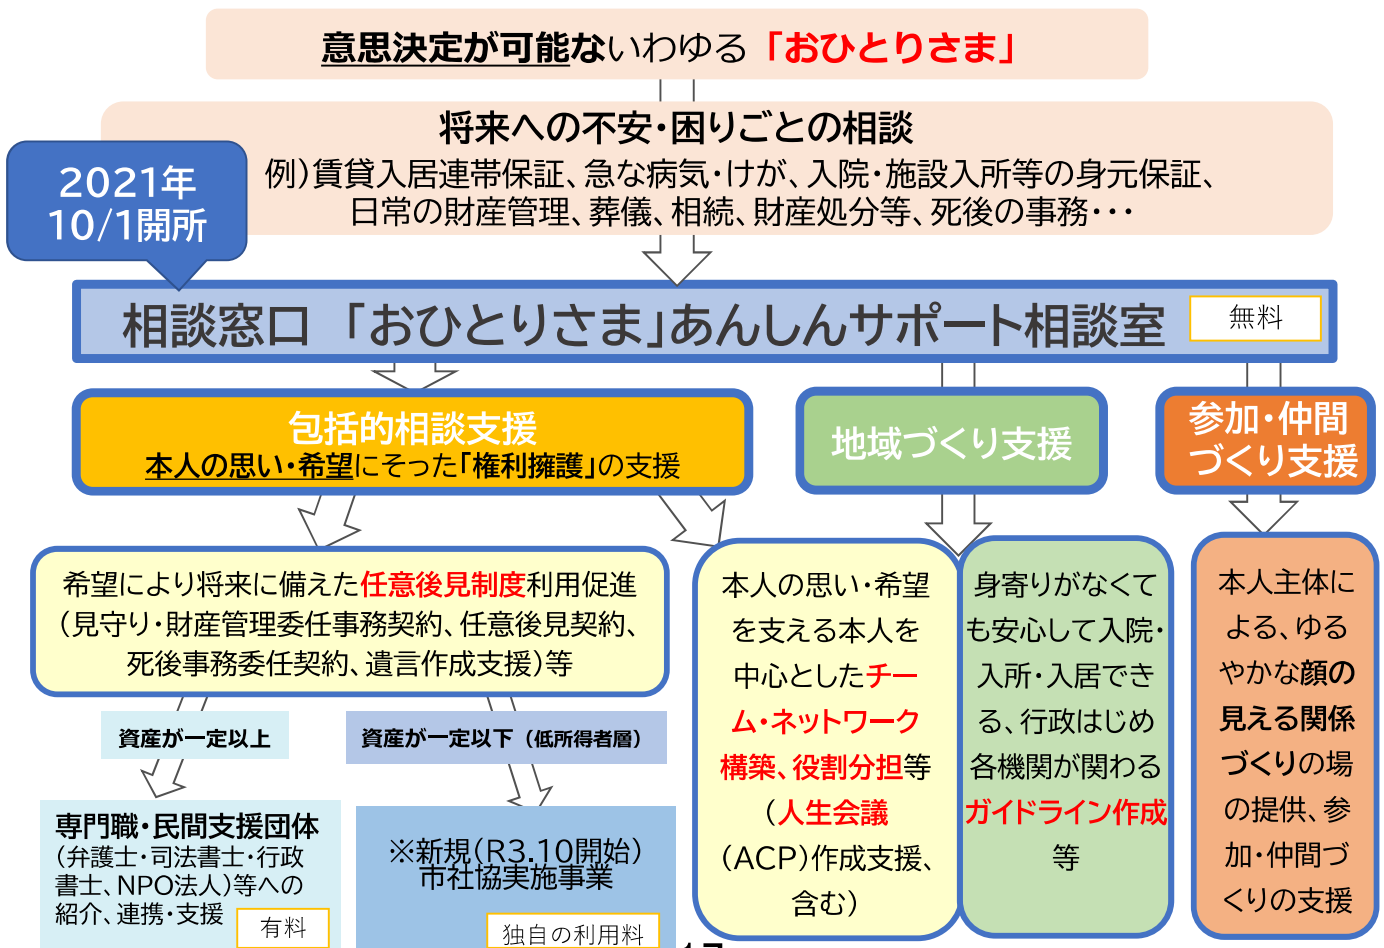 意思決定が可能ないわゆる「おひとりさま」
将来への不安・困りごとの相談
例)賃貸入居連帯保証、急な病気・けが、入院・施設入所等の身元保証、
日常の財産管理、葬儀、相続、財産処分等、死後の事務・・・
2021年
10/1開所
相談窓口 「おひとりさま」あんしんサポート相談室
無料
包括的相談支援
本人の思い・希望にそった「権利擁護」の支援
地域づくり支援
参加・仲間
づくり支援
希望により将来に備えた任意後見制度利用促進
(見守り・財産管理委任事務契約、任意後見契約、
死後事務委任契約、遺言作成支援)等
資産が一定以上
資産が一定以下(低所得者層)
専門職・民間支援団体
(弁護士・司法書士・行政
書士、NPO法人)等への
紹介、連携・支援
有料
※新規(R3.10開始)
市社協実施事業
独自の利用料
本人の思い・希望
を支える本人を
中心としたチー
ム・ネットワーク
構築、役割分担等
(人生会議
(ACP)作成支援、
含む)
身寄りがなくて
も安心して入院・
入所・入居でき
る、行政はじめ
各機関が関わる
ガイドライン作成
等
本人主体に
よる、ゆる
やかな顔の
見える関係
づくりの場
の提供、参
加・仲間づ
くりの支援